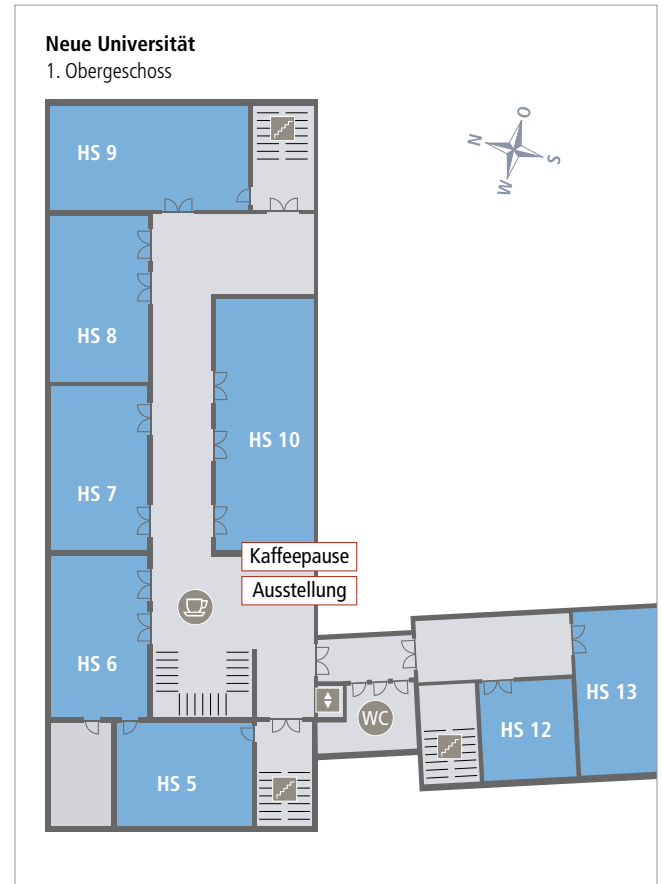 Neue Universität
1. Obergeschoss
HS 9
O
N
S
W
HS 8
HS 10
HS 7
Kaffeepause
Ausstellung
HS 6
HS 13
WC
HS 12
HS 5